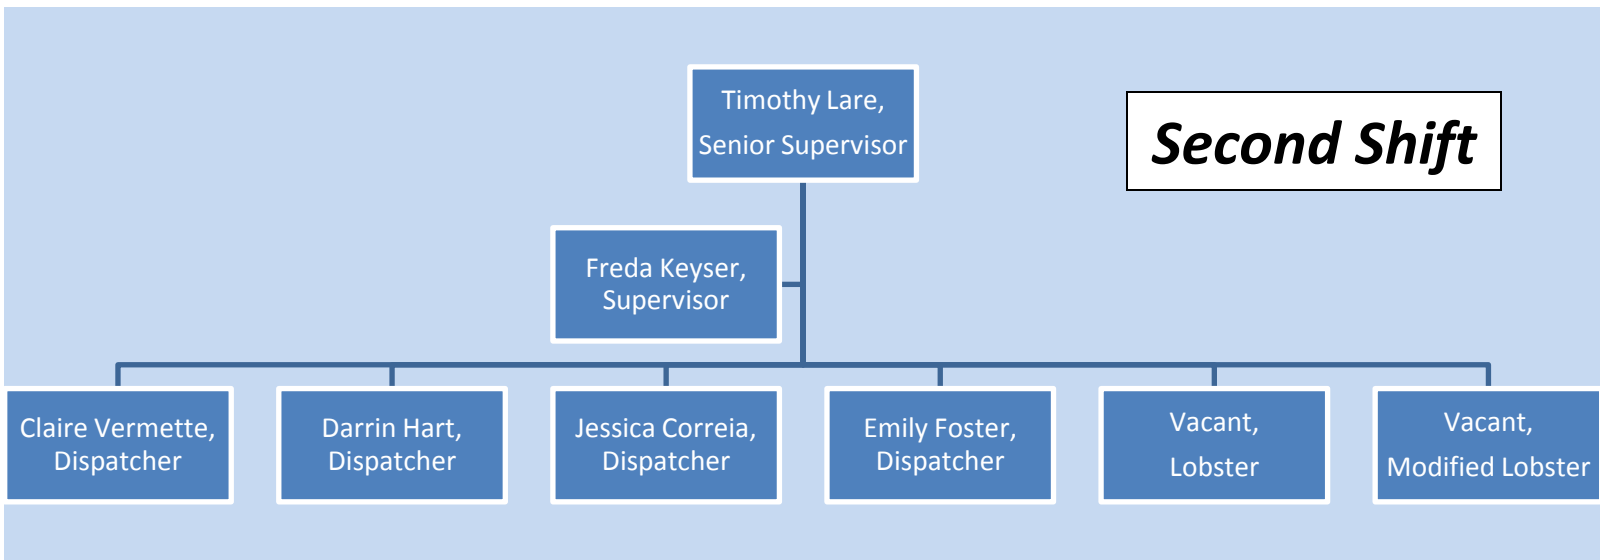 Timothy Lare,
Senior Supervisor
Second Shift
Freda Keyser,
Supervisor
Claire Vermette,
Dispatcher
Darrin Hart,
Dispatcher
Jessica Correia,
Dispatcher
Emily Foster,
Dispatcher
Vacant,
Lobster
Vacant,
Modified Lobster